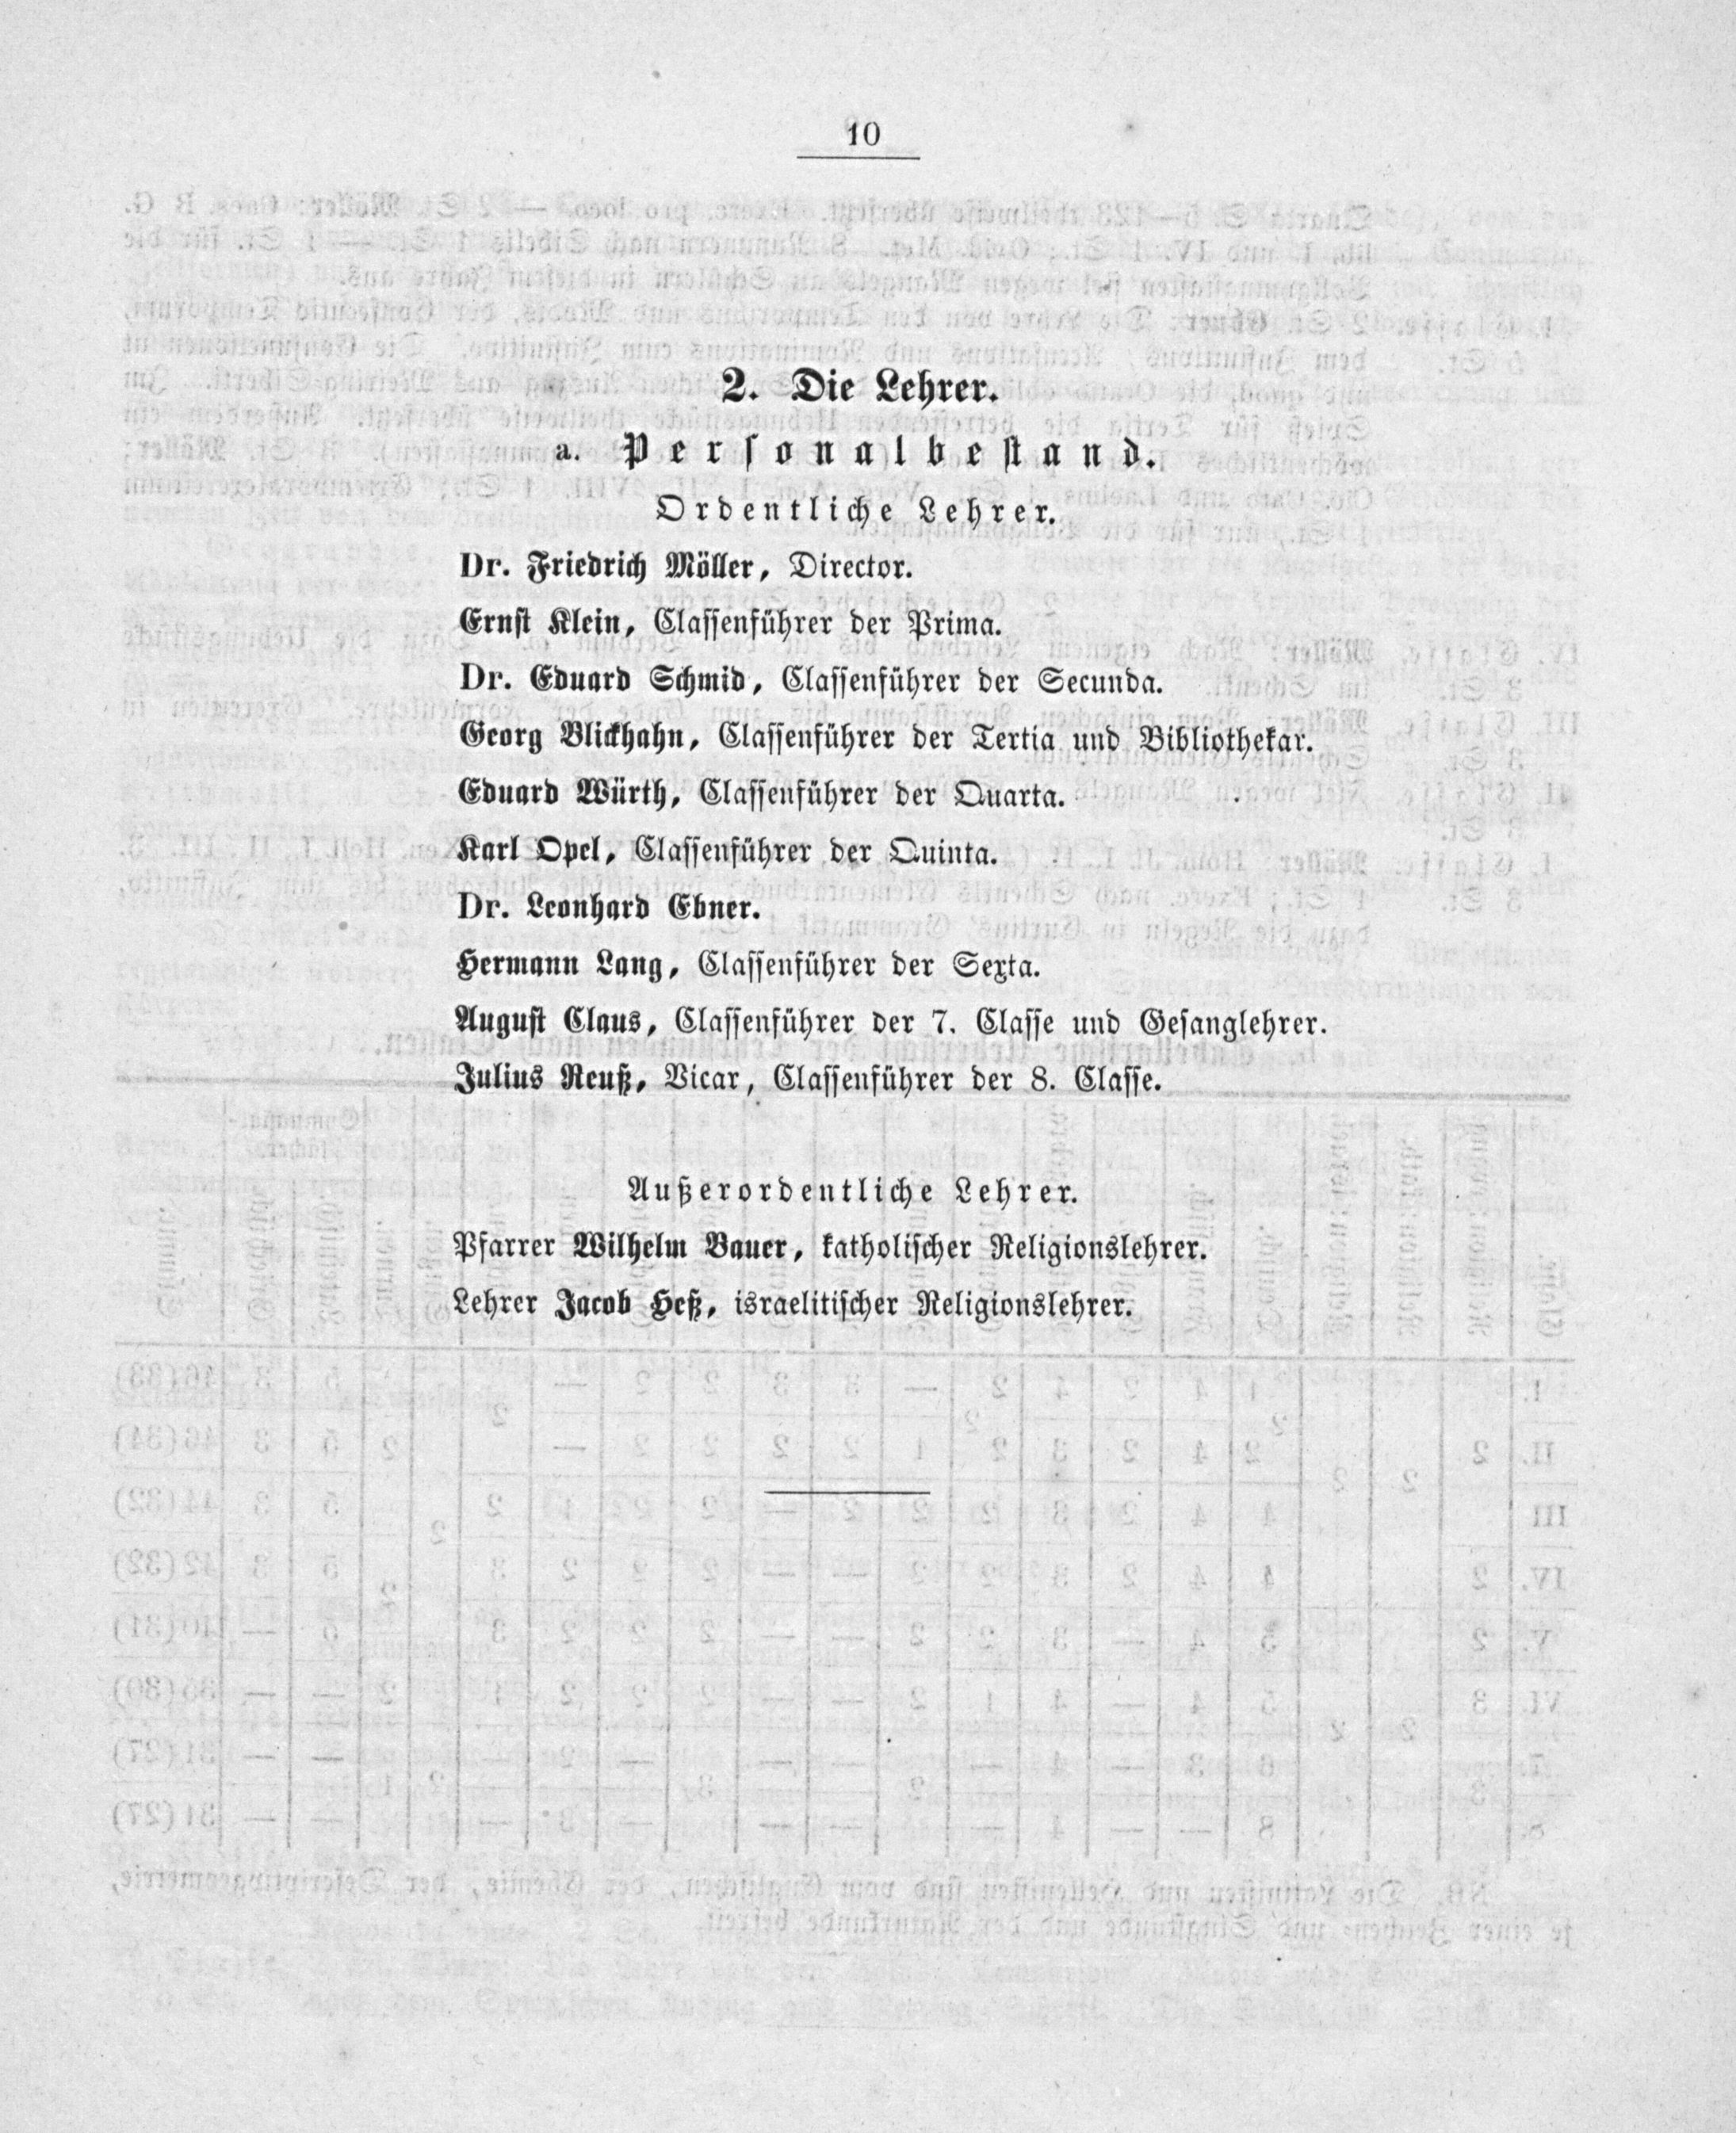 10
2. Die Lehrer.
a. Personalbestand.
Ordentliche Lehrer.
Dr. Friedrich Möller, Director.
Ernst Klein, Classenführer der Prima.
Dr. Eduard Schmid, Classenführer der Secunda.
Georg Blickhahn, Classenführer der Tertia und Bibliothekar.
Eduard Würth, Classenführer der Quarta.
Karl Opel, Classenführer der Quinta.
Dr. Leonhard Ebner.
Hermann Lang, Classenführer der Sexta.
August Claus, Classenführer der 7. Classe und Gesanglehrer.
Julius Reuß, Vicar, Classenführer der 8. Classe.
Außerordentliche Lehrer.
Pfarrer Wilhelm Bauer, katholischer Religionslehrer.
Lehrer Jacob Heß, israelitischer Religionslehrer.